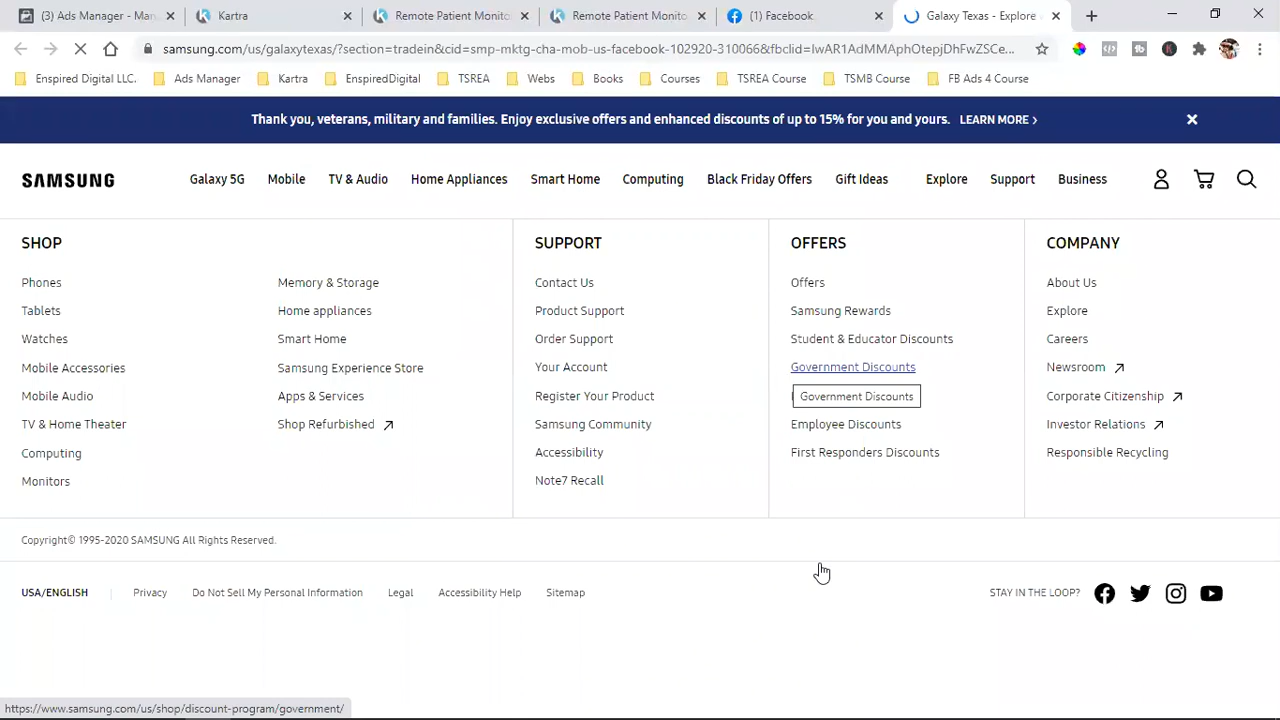 (3) Ads Manager - Man
Kartra
Remote Patient Monito
Remote Patient Monito
(1) Facebook
Galaxy Texas - Explore
samsung.com/us/galaxytexas/?section=tradein&cid=smp-mktg-cha-mob-us-facebook-102920-310066&fbclid=IwAR1AdMMAphOtepjDhFwZSCe...
Enspired Digital LLC.
Ads Manager
Kartra
EnspiredDigital
TSREA
Webs
Books
Courses
TSREA Course
TSMB Course
FB Ads 4 Course
Thank you, veterans, military and families. Enjoy exclusive offers and enhanced discounts of up to 15% for you and yours. LEARN MORE >
SAMSUNG
Galaxy 5G
Mobile
TV & Audio
Home Appliances
Smart Home
Computing
Black Friday Offers
Gift Ideas
Explore
Support
Business
SHOP
Phones
Tablets
Watches
Mobile Accessories
Mobile Audio
TV & Home Theater
Computing
Monitors
Memory & Storage
Home appliances
Smart Home
Samsung Experience Store
Apps & Services
Shop Refurbished
SUPPORT
Contact Us
Product Support
Order Support
Your Account
Register Your Product
Samsung Community
Accessibility
Note7 Recall
OFFERS
Offers
Samsung Rewards
Student & Educator Discounts
Government Discounts
Government Discounts
Employee Discounts
First Responders Discounts
COMPANY
About Us
Explore
Careers
Newsroom
Corporate Citizenship
Investor Relations
Responsible Recycling
Copyright© 1995-2020 SAMSUNG All Rights Reserved.
USA/ENGLISH
Privacy
Do Not Sell My Personal Information
Legal
Accessibility Help
Sitemap
STAY IN THE LOOP?
https://www.samsung.com/us/shop/discount-program/government/